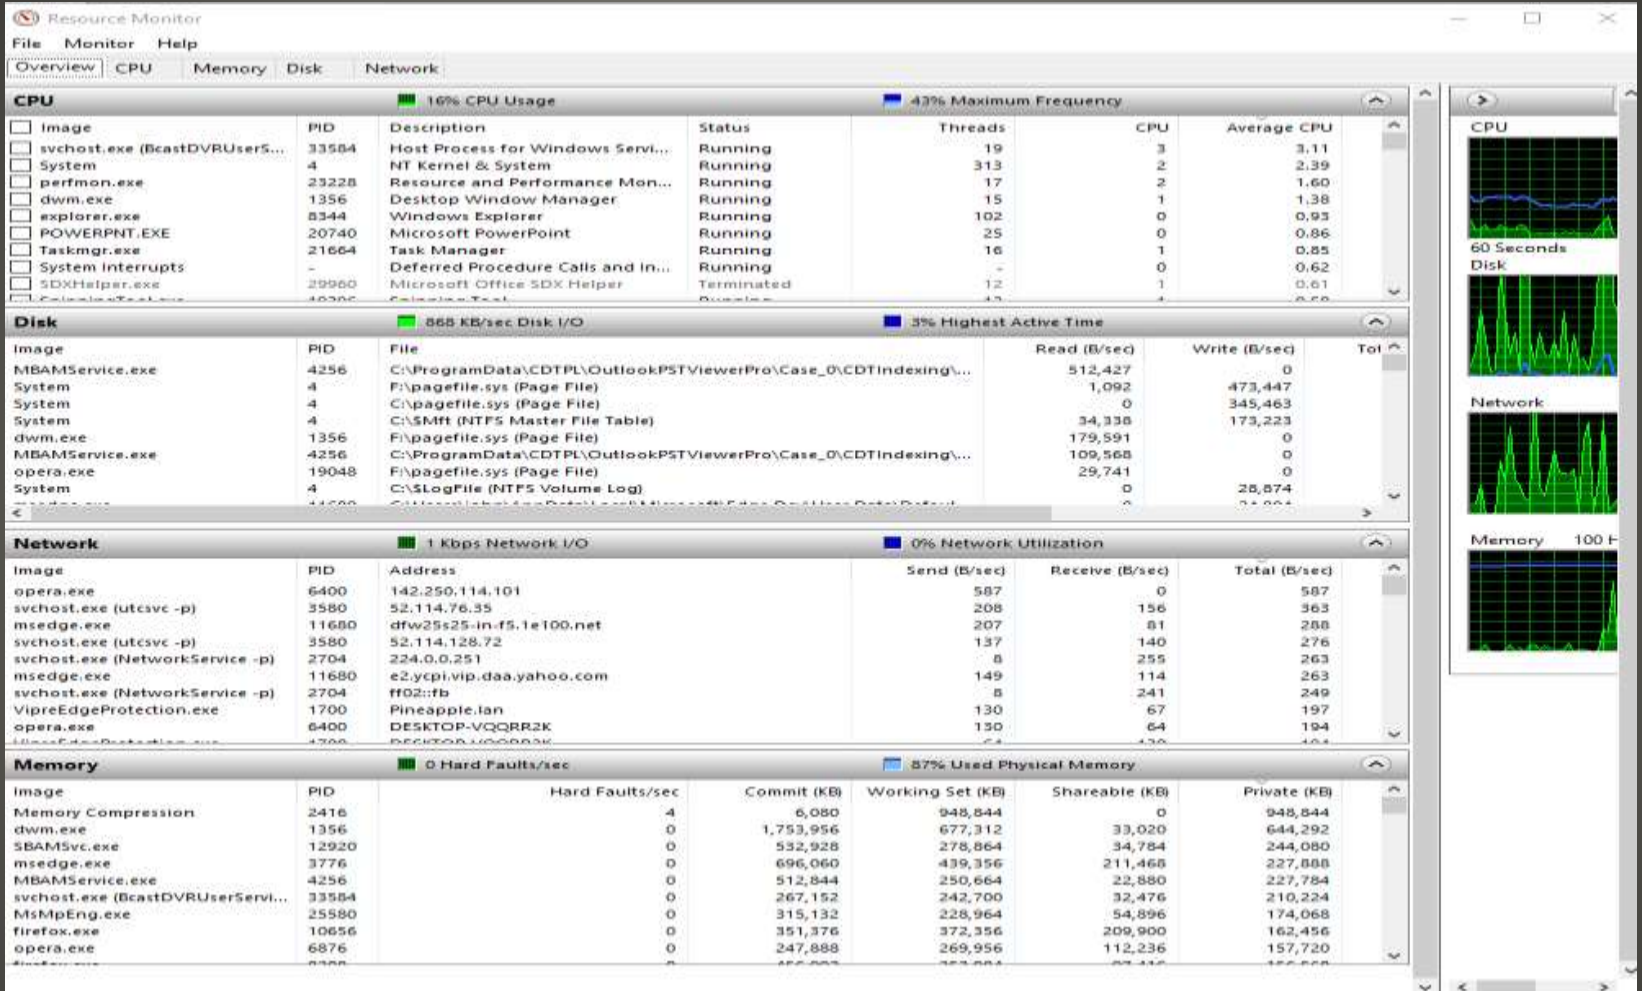 Resource Monitor
File Monitor Help
Overview CPU Memory Disk Network
CPU 16% CPU Usage 43% Maximum Frequency
Image PID Description Status Threads CPU Average CPU
svchost.exe (BcastDVRUserS... 33584 Host Process for Windows Servi... Running 19 3 3.11
System 4 NT Kernel & System Running 313 2 2.39
perfmon.exe 23228 Resource and Performance Mon... Running 17 2 1.60
dwm.exe 1356 Desktop Window Manager Running 15 1 1.38
explorer.exe 8344 Windows Explorer Running 102 0 0.93
POWERPNT.EXE 20740 Microsoft PowerPoint Running 25 0 0.86
Taskmgr.exe 21664 Task Manager Running 16 1 0.85
System Interrupts - Deferred Procedure Calls and In... Running - 0 0.62
SDXHelper.exe 29960 Microsoft Office SDX Helper Terminated 12 1 0.61
Disk 868 KB/sec Disk I/O 3% Highest Active Time
Image PID File Read (B/sec) Write (B/sec) Tot
MBAMService.exe 4256 C:\ProgramData\CDTPL\OutlookPSTViewerPro\Case_0\CDTIndexing\... 512,427 0
System 4 F:\pagefile.sys (Page File) 1,092 473,447
System 4 C:\pagefile.sys (Page File) 0 345,463
System 4 C:\$Mft (NTFS Master File Table) 34,338 173,223
dwm.exe 1356 F:\pagefile.sys (Page File) 179,591 0
MBAMService.exe 4256 C:\ProgramData\CDTPL\OutlookPSTViewerPro\Case_0\CDTIndexing\... 109,568 0
opera.exe 19048 F:\pagefile.sys (Page File) 29,741 0
System 4 C:\$LogFile (NTFS Volume Log) 0 28,874
Network 1 Kbps Network I/O 0% Network Utilization
Image PID Address Send (B/sec) Receive (B/sec) Total (B/sec)
opera.exe 6400 142.250.114.101 587 0 587
svchost.exe (utcsvc -p) 3580 52.114.76.35 208 156 363
msedge.exe 11680 dfw25s25-in-f5.1e100.net 207 81 288
svchost.exe (utcsvc -p) 3580 52.114.128.72 137 140 276
svchost.exe (NetworkService -p) 2704 224.0.0.251 8 255 263
msedge.exe 11680 e2.ycpi.vip.daa.yahoo.com 149 114 263
svchost.exe (NetworkService -p) 2704 ff02::fb 8 241 249
VipreEdgeProtection.exe 1700 Pineapple.lan 130 67 197
opera.exe 6400 DESKTOP-VQQRR2K 130 64 194
Memory 0 Hard Faults/sec 87% Used Physical Memory
Image PID Hard Faults/sec Commit (KB) Working Set (KB) Shareable (KB) Private (KB)
Memory Compression 2416 4 6,080 948,844 0 948,844
dwm.exe 1356 0 1,753,956 677,312 33,020 644,292
SBAMSvc.exe 12920 0 532,928 278,864 34,784 244,080
msedge.exe 3776 0 696,060 439,356 211,468 227,888
MBAMService.exe 4256 0 512,844 250,664 22,880 227,784
svchost.exe (BcastDVRUserServi... 33584 0 267,152 242,700 32,476 210,224
MsMpEng.exe 25580 0 315,132 228,964 54,896 174,068
firefox.exe 10656 0 351,376 372,356 209,900 162,456
opera.exe 6876 0 247,888 269,956 112,236 157,720
CPU
60 Seconds
Disk
Network
Memory 100 H